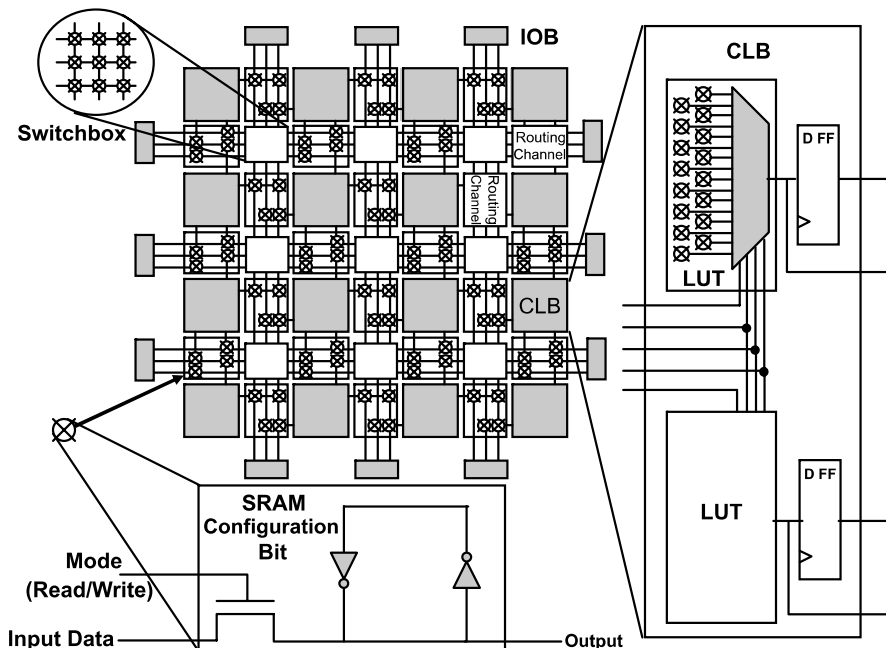 IOB
CLB
Switchbox
Routing
Channel
Routing
Channel
D FF
LUT
CLB
LUT
D FF
SRAM
Configuration
Bit
Mode
(Read/Write)
Input Data
Output